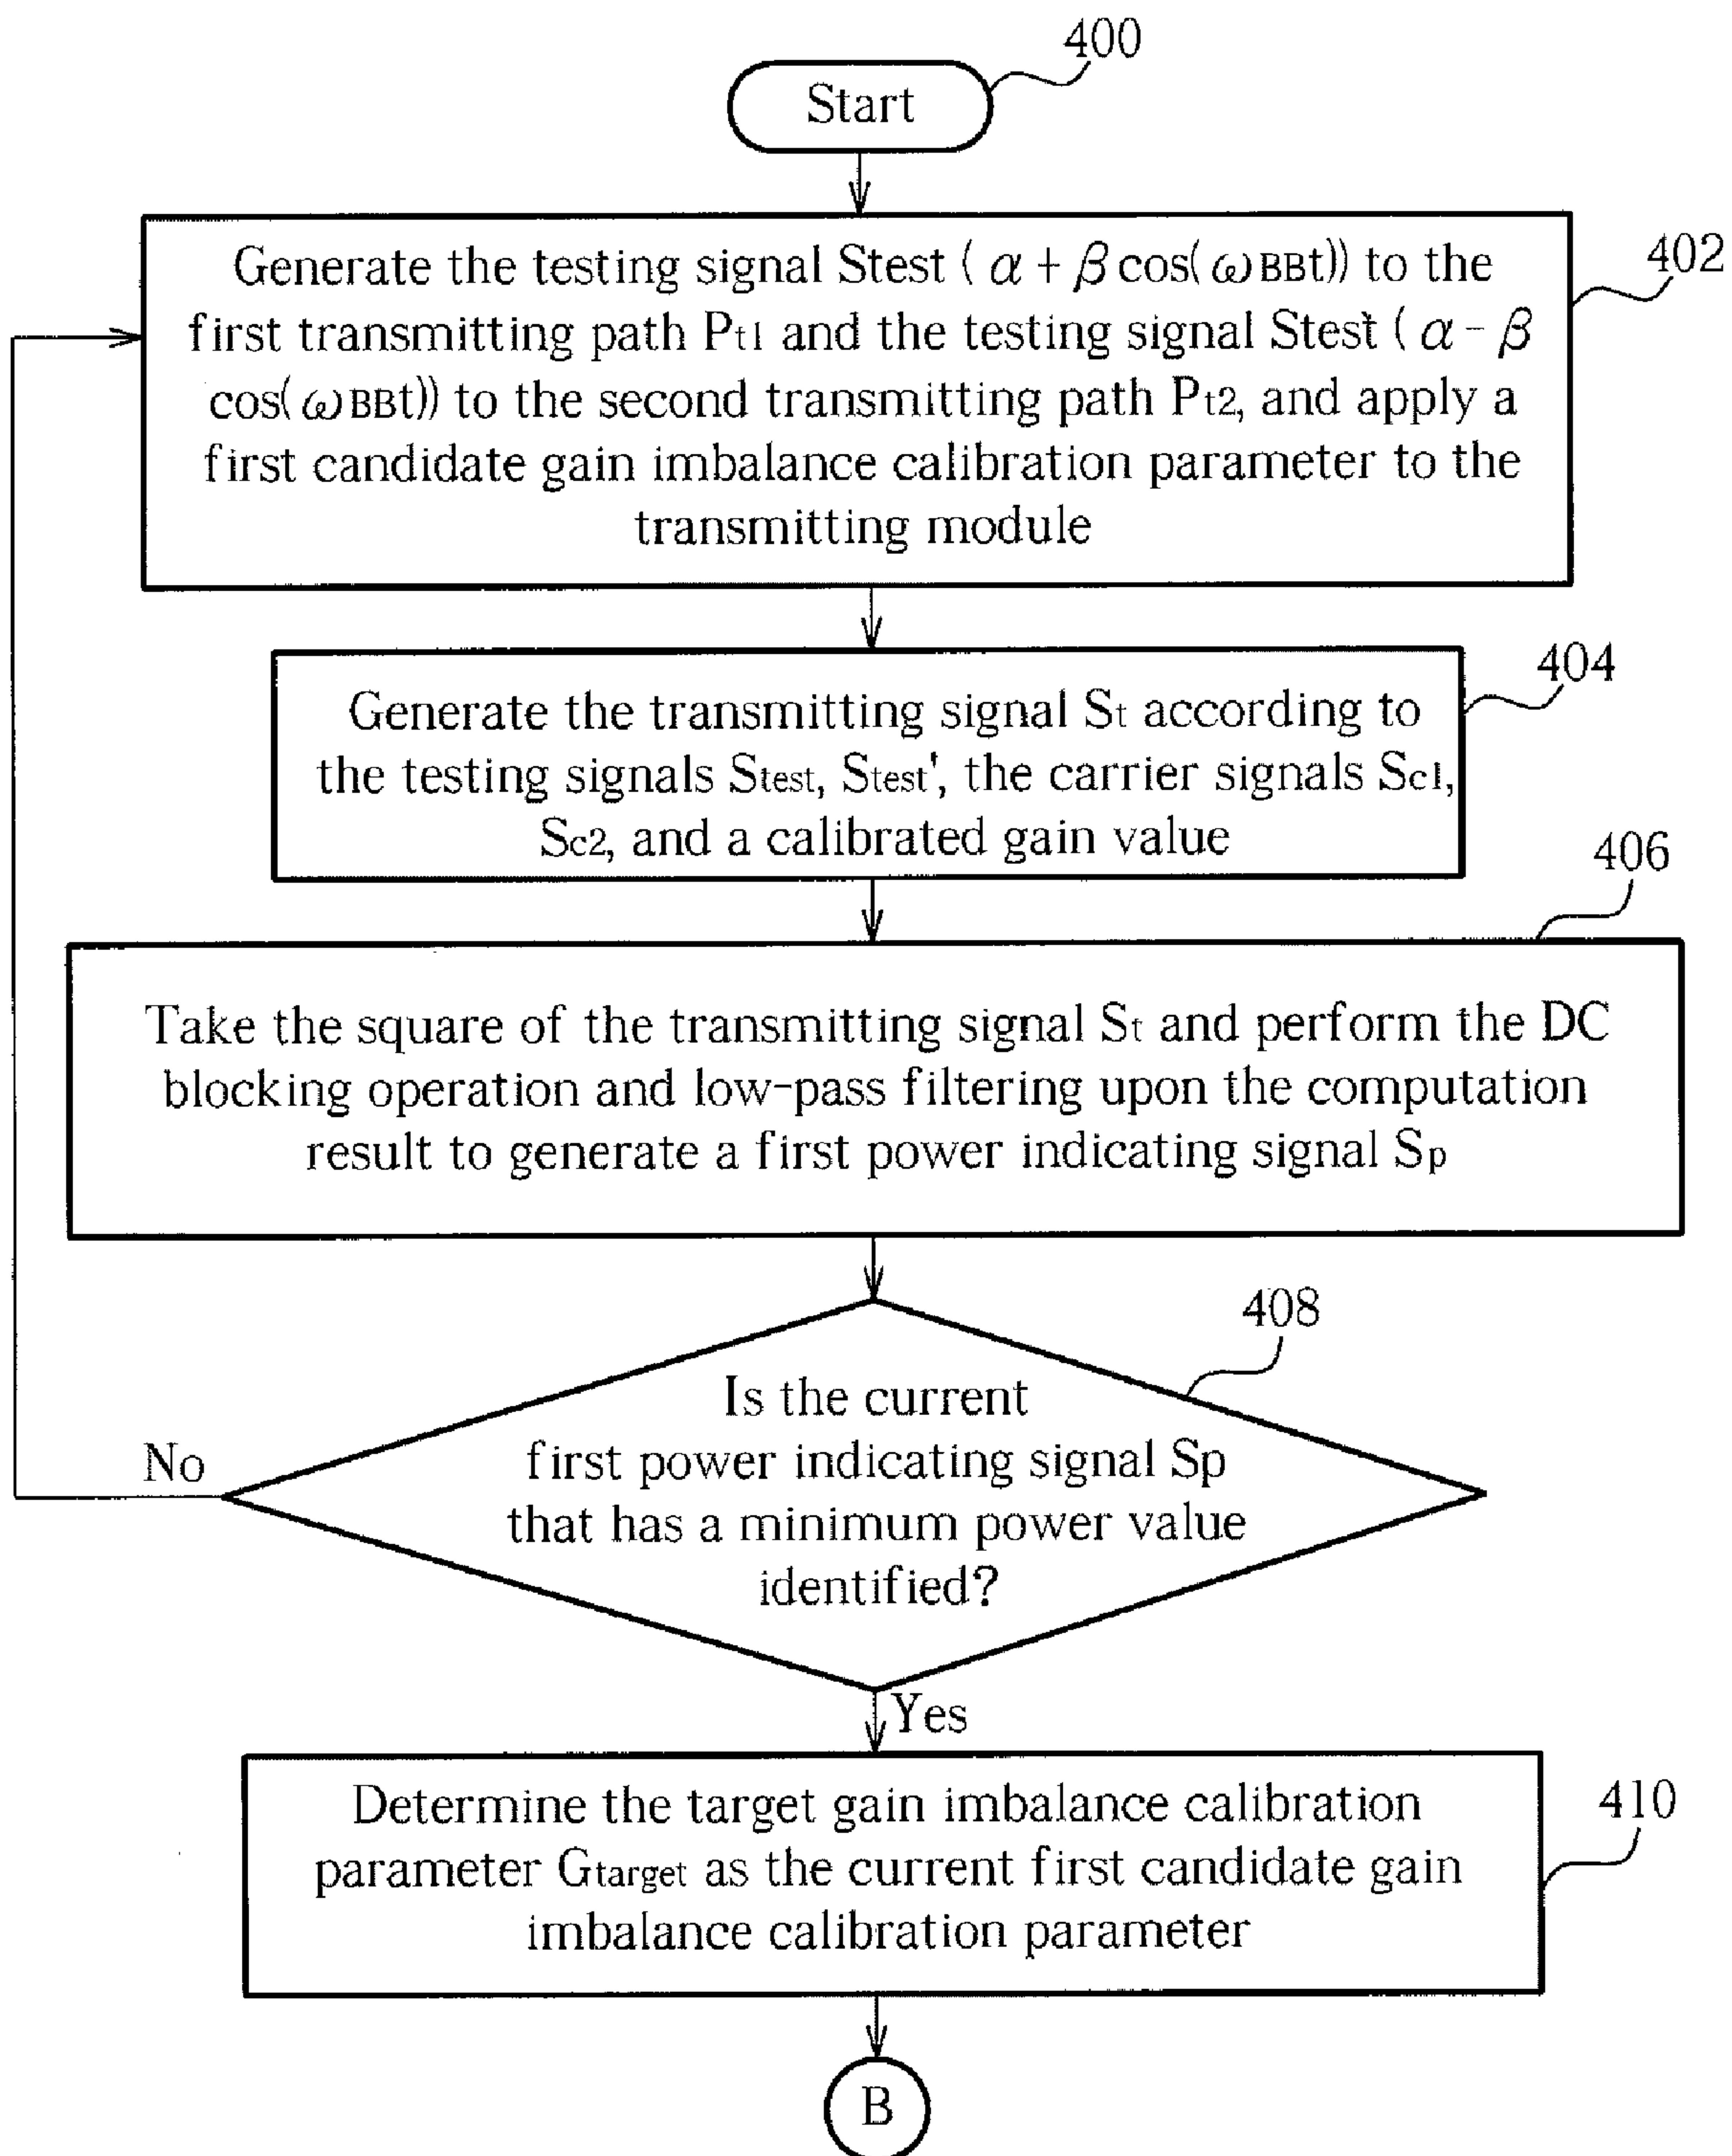 400
Start
402
Generate the testing signal Stest ( α + β cos( ωBBt)) to the
first transmitting path Pt1 and the testing signal Stest' ( α - β
cos( ωBBt)) to the second transmitting path Pt2, and apply a
first candidate gain imbalance calibration parameter to the
transmitting module
404
Generate the transmitting signal St according to
the testing signals Stest, Stest', the carrier signals Sc1,
Sc2, and a calibrated gain value
406
Take the square of the transmitting signal St and perform the DC
blocking operation and low-pass filtering upon the computation
result to generate a first power indicating signal Sp
408
Is the current
first power indicating signal Sp
that has a minimum power value
identified?
No
Yes
410
Determine the target gain imbalance calibration
parameter Gtarget as the current first candidate gain
imbalance calibration parameter
B